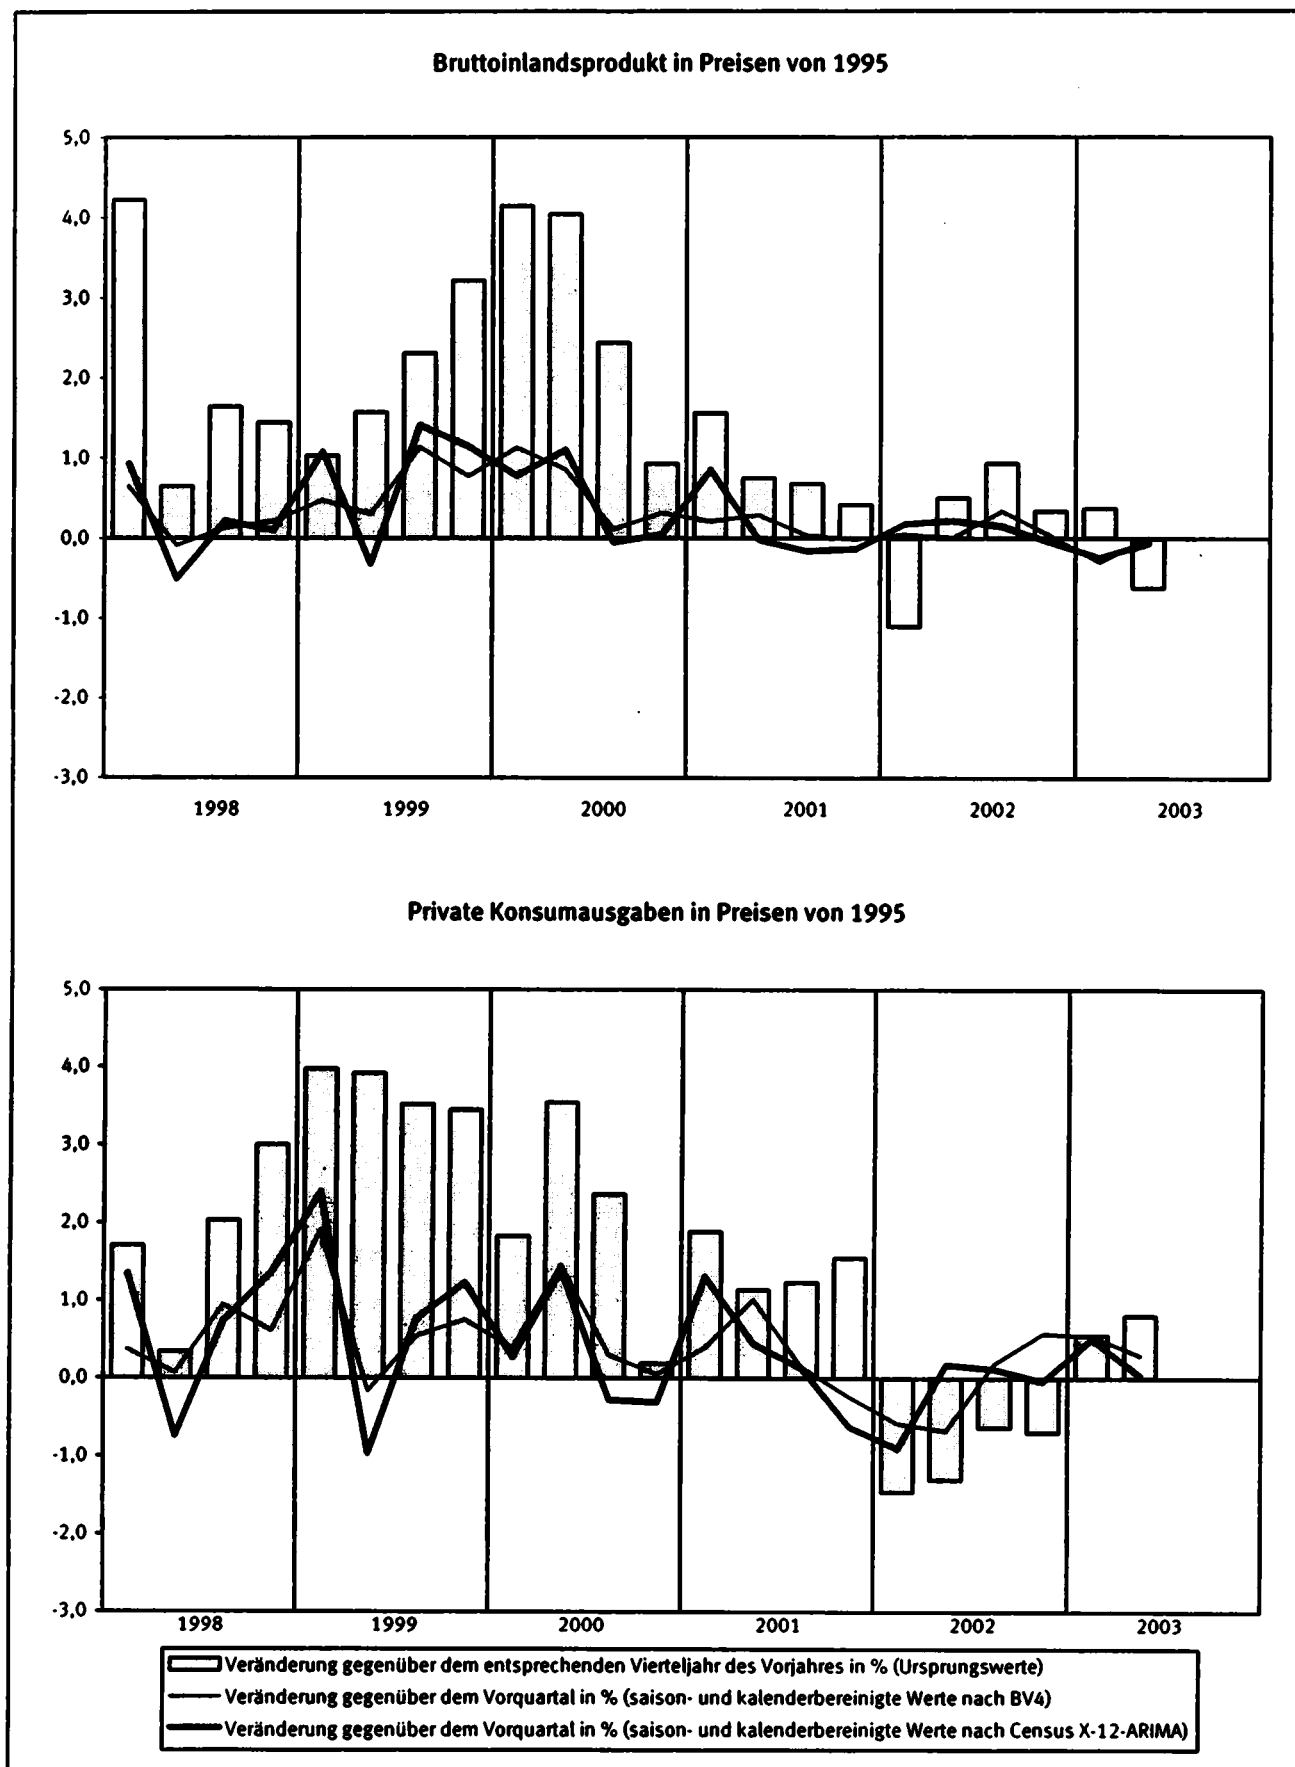 Bruttoinlandsprodukt in Preisen von 1995
5,0
4,0
3,0
2,0
1,0
0,0
-1,0
-2,0
-3,0
1998 1999 2000 2001 2002 2003
Private Konsumausgaben in Preisen von 1995
5,0
4,0
3,0
2,0
1,0
0,0
-1,0
-2,0
-3,0
1998 1999 2000 2001 2002 2003
Veränderung gegenüber dem entsprechenden Vierteljahr des Vorjahres in % (Ursprungswerte)
Veränderung gegenüber dem Vorquartal in % (saison- und kalenderbereinigte Werte nach BV4)
Veränderung gegenüber dem Vorquartal in % (saison- und kalenderbereinigte Werte nach Census X-12-ARIMA)